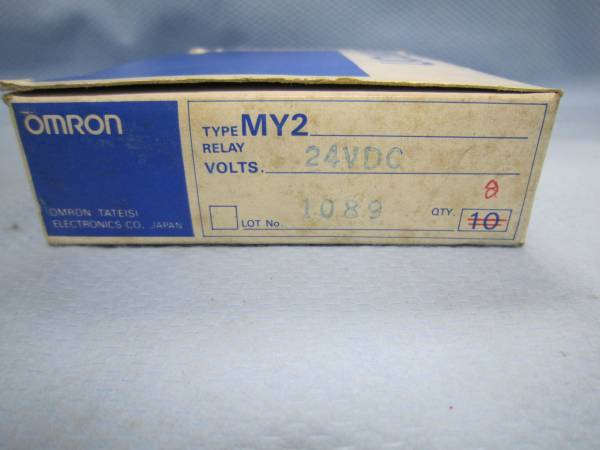 OMRON
OMRON TATEISI
ELECTRONICS CO. JAPAN
TYPE MY2
RELAY
VOLTS. 24VDC
8
LOT No. 1089 QTY. 10